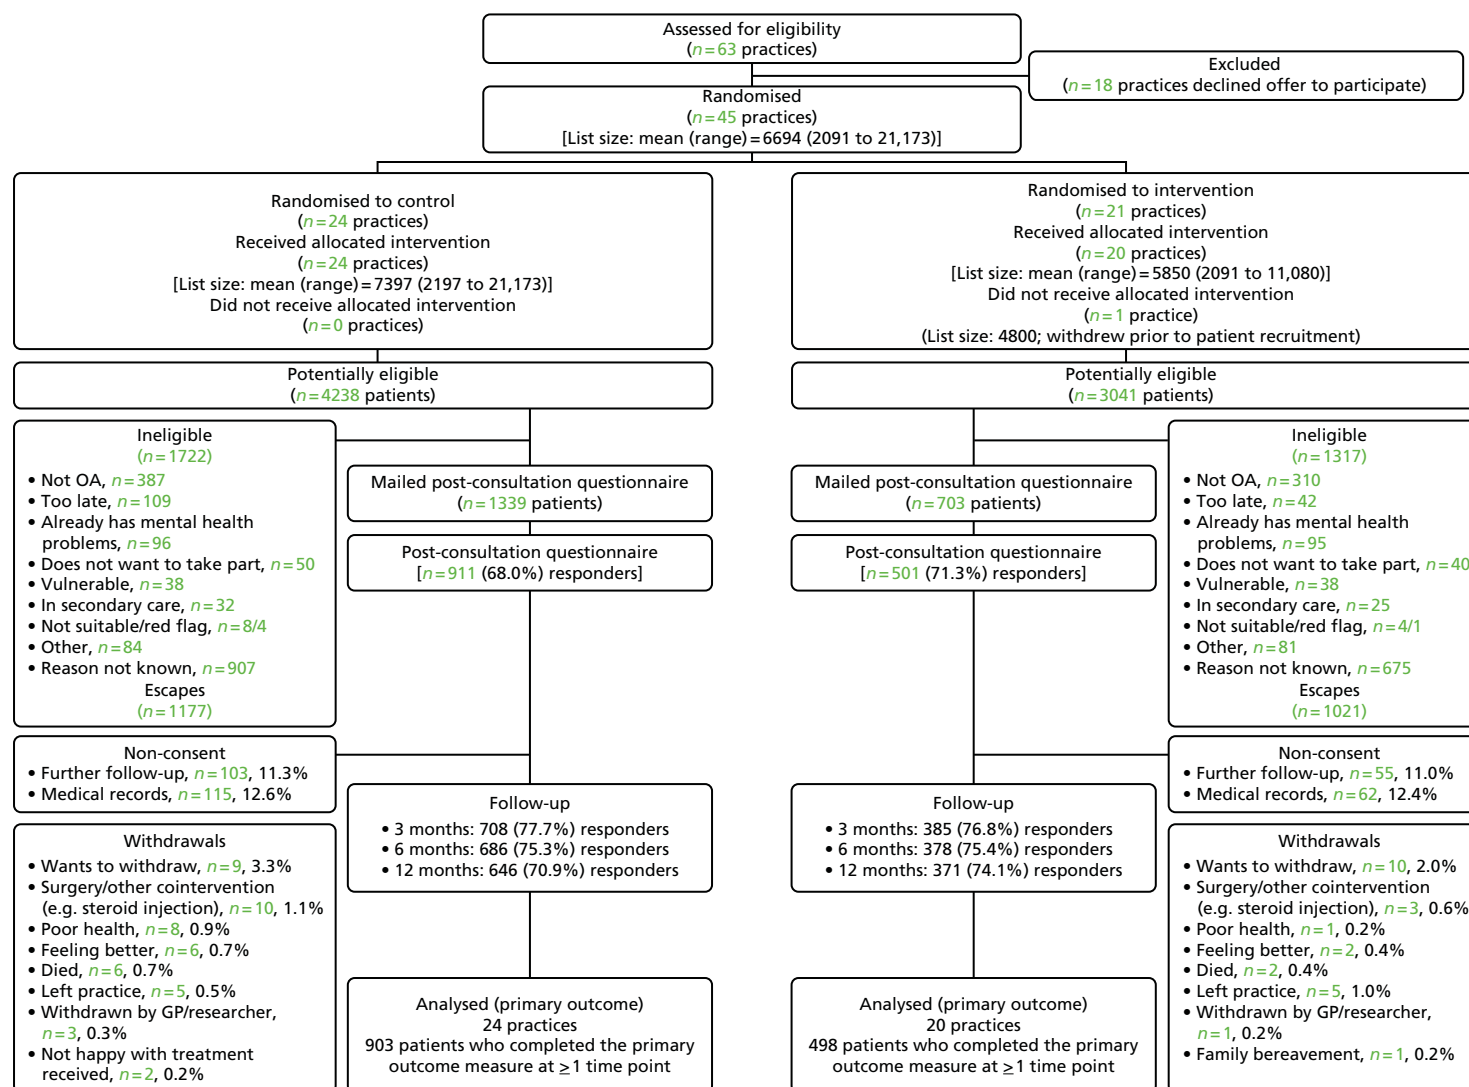 Assessed for eligibility
(n=63 practices)
Excluded
(n=18 practices declined offer to participate)
Randomised
(n=45 practices)
[List size: mean (range)=6694 (2091 to 21,173)]
Randomised to control
(n=24 practices)
Received allocated intervention
(n=24 practices)
[List size: mean (range)=7397 (2197 to 21,173)]
Did not receive allocated intervention
(n=0 practices)
Randomised to intervention
(n=21 practices)
Received allocated intervention
(n=20 practices)
[List size: mean (range)=5850 (2091 to 11,080)]
Did not receive allocated intervention
(n=1 practice)
(List size: 4800; withdrew prior to patient recruitment)
Potentially eligible
(n=4238 patients)
Potentially eligible
(n=3041 patients)
Ineligible
(n=1722)
• Not OA, n=387
• Too late, n=109
• Already has mental health
problems, n=96
• Does not want to take part, n=50
• Vulnerable, n=38
• In secondary care, n=32
• Not suitable/red flag, n=8/4
• Other, n=84
• Reason not known, n=907
Escapes
(n=1177)
Mailed post-consultation questionnaire
(n=1339 patients)
Post-consultation questionnaire
[n=911 (68.0%) responders]
Mailed post-consultation questionnaire
(n=703 patients)
Post-consultation questionnaire
[n=501 (71.3%) responders]
Ineligible
(n=1317)
• Not OA, n=310
• Too late, n=42
• Already has mental health
problems, n=95
• Does not want to take part, n=40
• Vulnerable, n=38
• In secondary care, n=25
• Not suitable/red flag, n=4/1
• Other, n=81
• Reason not known, n=675
Escapes
(n=1021)
Non-consent
• Further follow-up, n=103, 11.3%
• Medical records, n=115, 12.6%
Follow-up
• 3 months: 708 (77.7%) responders
• 6 months: 686 (75.3%) responders
• 12 months: 646 (70.9%) responders
Follow-up
• 3 months: 385 (76.8%) responders
• 6 months: 378 (75.4%) responders
• 12 months: 371 (74.1%) responders
Non-consent
• Further follow-up, n=55, 11.0%
• Medical records, n=62, 12.4%
Withdrawals
• Wants to withdraw, n=9, 3.3%
• Surgery/other cointervention
(e.g. steroid injection), n=10, 1.1%
• Poor health, n=8, 0.9%
• Feeling better, n=6, 0.7%
• Died, n=6, 0.7%
• Left practice, n=5, 0.5%
• Withdrawn by GP/researcher,
n=3, 0.3%
• Not happy with treatment
received, n=2, 0.2%
Analysed (primary outcome)
24 practices
903 patients who completed the primary
outcome measure at ≥1 time point
Analysed (primary outcome)
20 practices
498 patients who completed the primary
outcome measure at ≥1 time point
Withdrawals
• Wants to withdraw, n=10, 2.0%
• Surgery/other cointervention
(e.g. steroid injection), n=3, 0.6%
• Poor health, n=1, 0.2%
• Feeling better, n=2, 0.4%
• Died, n=2, 0.4%
• Left practice, n=5, 1.0%
• Withdrawn by GP/researcher,
n=1, 0.2%
• Family bereavement, n=1, 0.2%